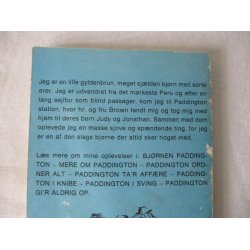 Jeg er en lille gyldenbrun, meget sjælden bjørn med sorte
ører. Jeg er udvandret fra det mørkeste Peru og efter en
lang sejltur som blind passager, kom jeg til Paddington
station, hvor hr. og fru Brown fandt mig og tog mig med
hjem til deres børn Judy og Jonathan. Sammen med dem
oplevede jeg en masse sjove og spændende ting, for jeg
er en af den slags bjørne der altid sker noget med.
Læs mere om mine oplevelser i: BJØRNEN PADDING-
TON – MERE OM PADDINGTON – PADDINGTON ORD-
NER ALT – PADDINGTON TA'R AFFÆRE – PADDING-
TON I KNIBE – PADDINGTON I SVING – PADDINGTON
GI'R ALDRIG OP.